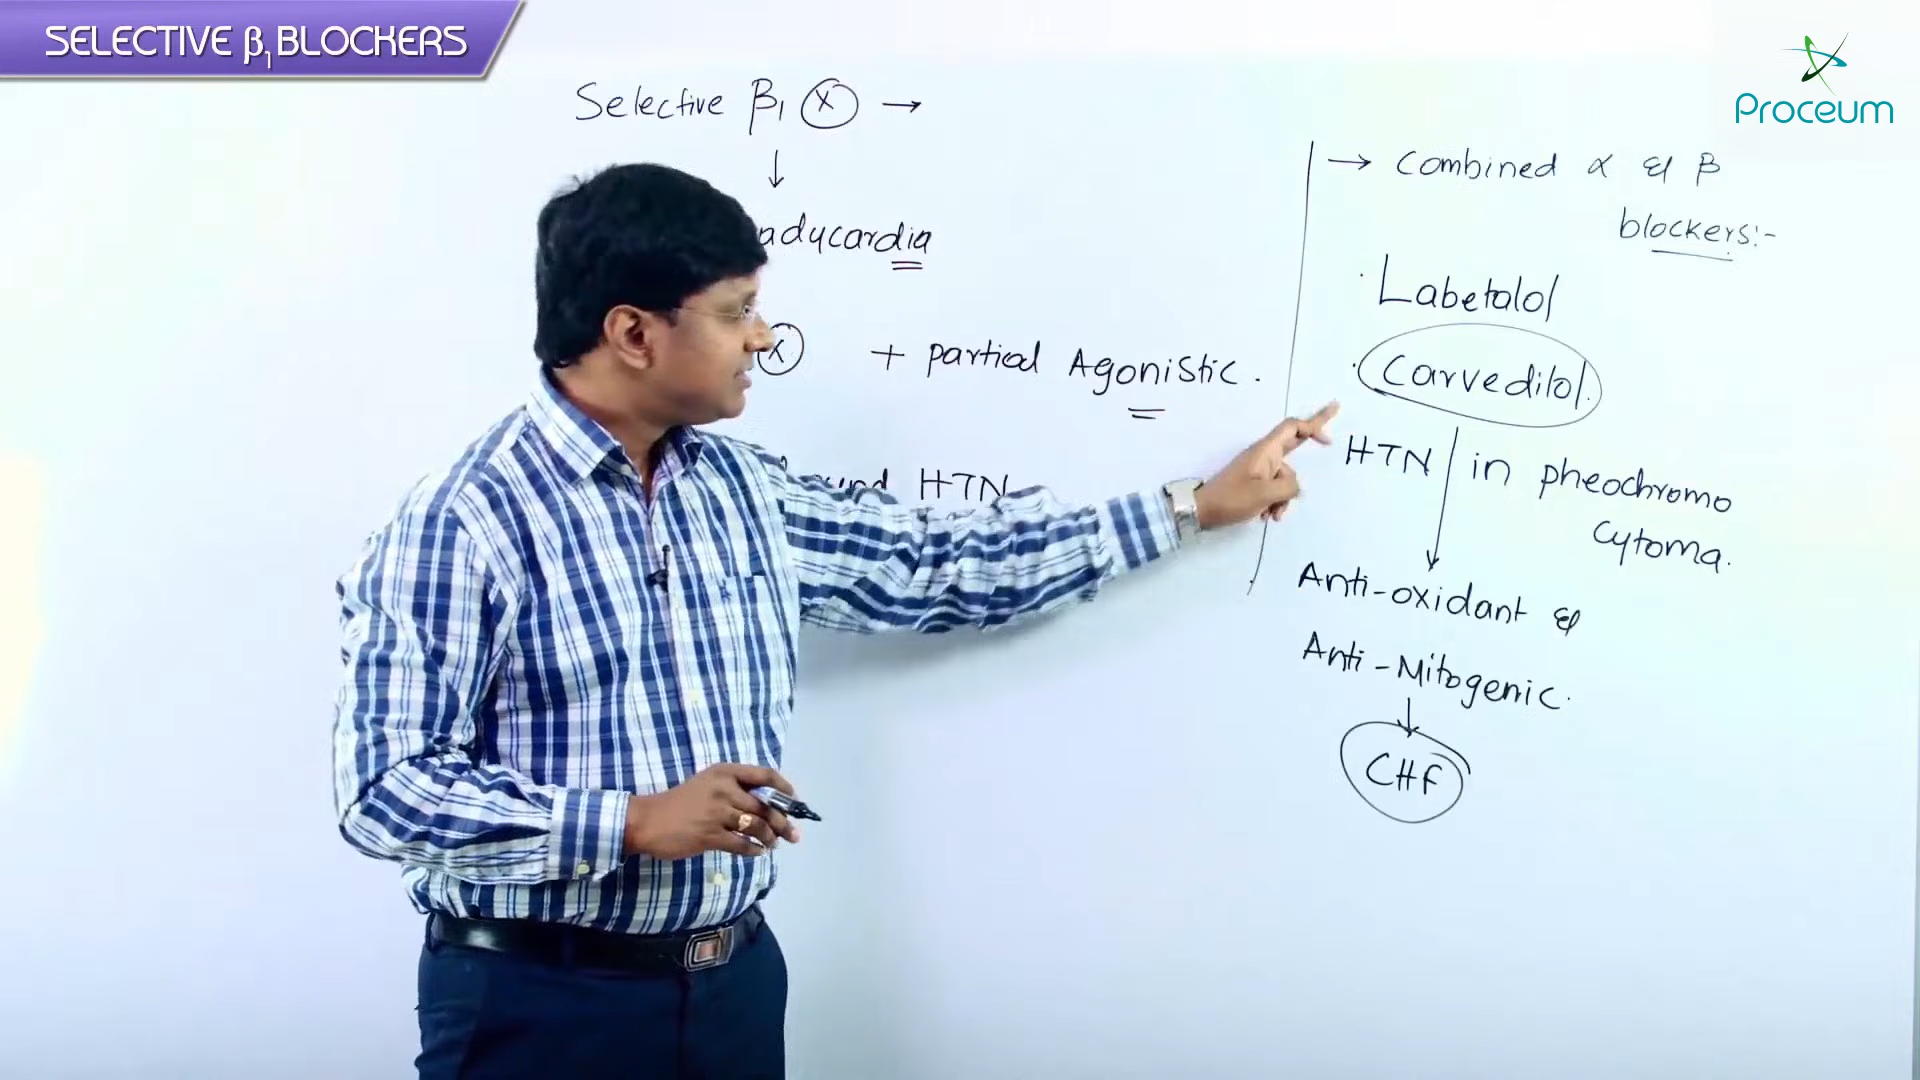 SELECTIVE β1 BLOCKERS
Proceum
Selective β1 (X) →
↓
adycardia
(X) + partial Agonistic.
ound HTN
→ Combined α & β
blockers:-
· Labetalol
· Carvedilol.
HTN in pheochromo
cytoma.
↓
Anti-oxidant &
Anti-Mitogenic.
↓
CHF